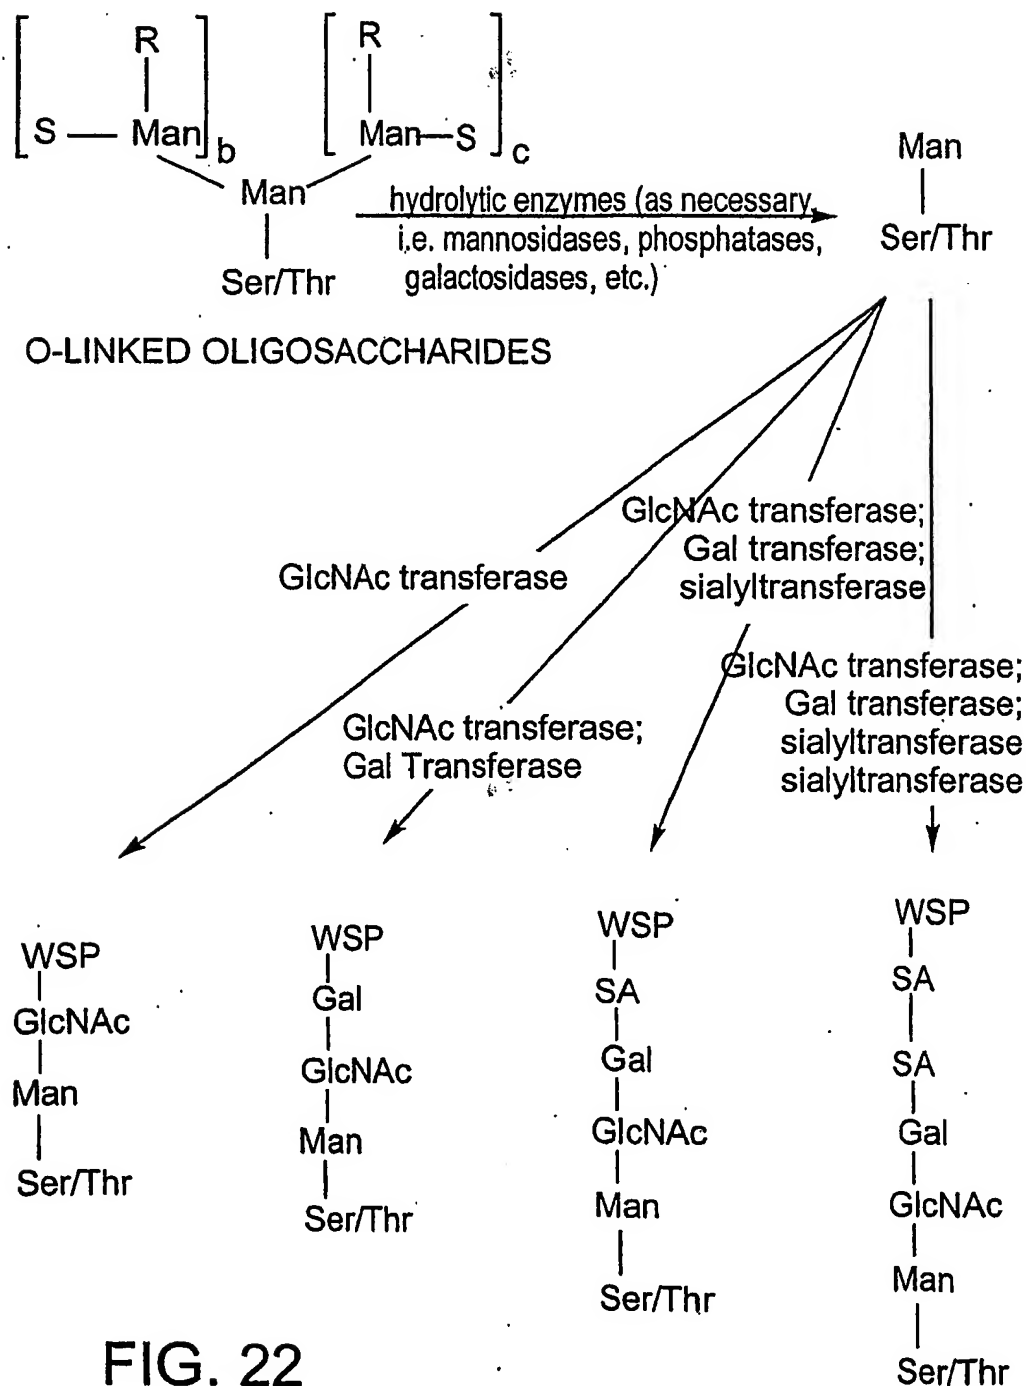 R
R
S — Man
b
Man—S
c
Man
Man
Ser/Thr
Ser/Thr
hydrolytic enzymes (as necessary,
i.e. mannosidases, phosphatases,
galactosidases, etc.)
O-LINKED OLIGOSACCHARIDES
GlcNAc transferase
GlcNAc transferase;
Gal Transferase
GlcNAc transferase;
Gal transferase;
sialyltransferase
GlcNAc transferase;
Gal transferase;
sialyltransferase
sialyltransferase
WSP
GlcNAc
Man
Ser/Thr
WSP
Gal
GlcNAc
Man
Ser/Thr
WSP
SA
Gal
GlcNAc
Man
Ser/Thr
WSP
SA
SA
Gal
GlcNAc
Man
Ser/Thr
FIG. 22